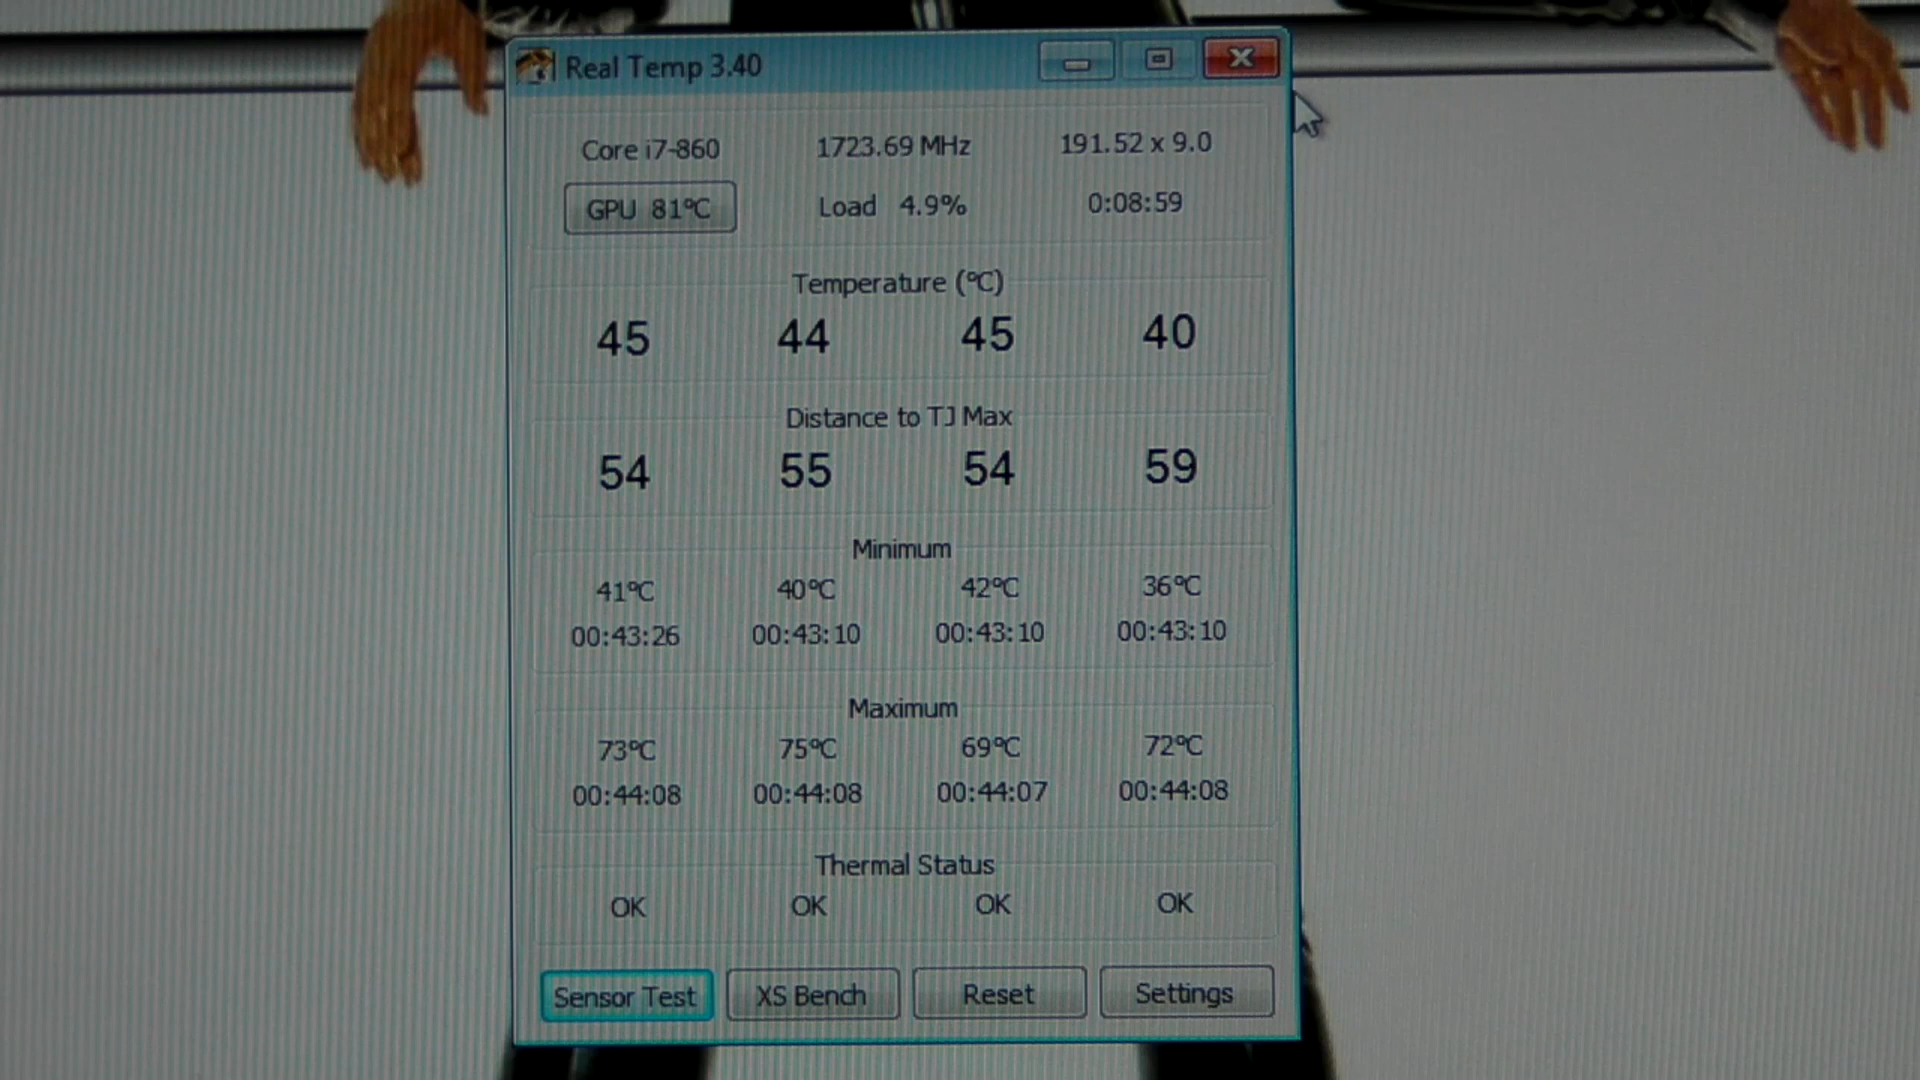 Real Temp 3.40
Core i7-860 1723.69 MHz 191.52 x 9.0
GPU 81°C Load 4.9% 0:08:59
Temperature (°C)
45 44 45 40
Distance to TJ Max
54 55 54 59
Minimum
41°C 40°C 42°C 36°C
00:43:26 00:43:10 00:43:10 00:43:10
Maximum
73°C 75°C 69°C 72°C
00:44:08 00:44:08 00:44:07 00:44:08
Thermal Status
OK OK OK OK
Sensor Test XS Bench Reset Settings